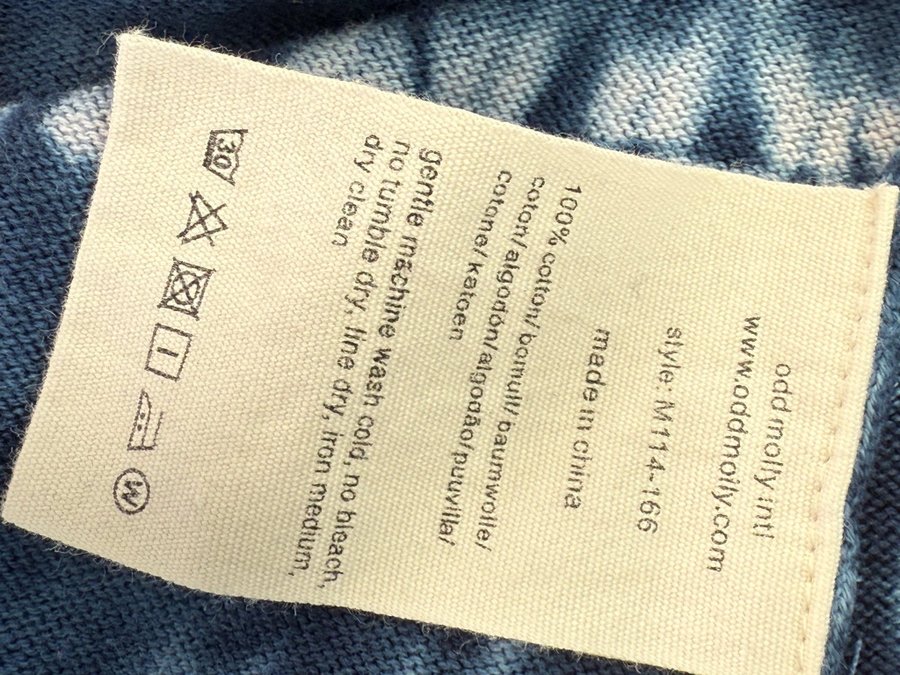 odd molly intl
www.oddmolly.com
style: M114-166
made in china
100% cotton/bomull/baumwolle/
coton/algodón/algodão/puuvilla/
cotone/katoen
gentle machine wash cold, no bleach,
no tumble dry, line dry, iron medium,
dry clean
30
W